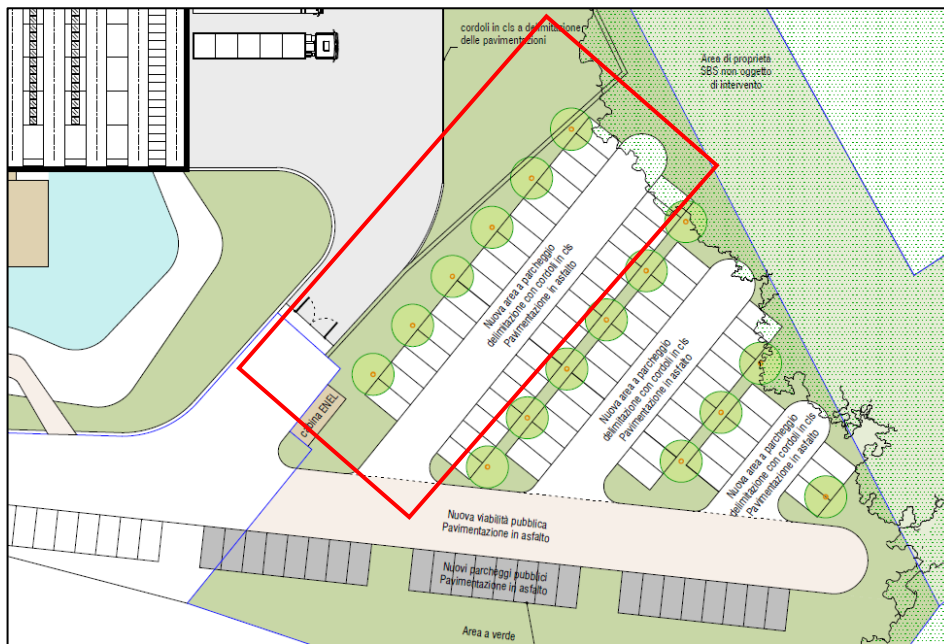 cordoli in cls a delimitazione
delle pavimentazioni
Area di proprietà
SBS non oggetto
di intervento
Nuova area a parcheggio
delimitazione con cordoli in cls
Pavimentazione in asfalto
Nuova area a parcheggio
delimitazione con cordoli in cls
Pavimentazione in asfalto
Nuova area a parcheggio
delimitazione con cordoli in cls
Pavimentazione in asfalto
cabina ENEL
Nuova viabilità pubblica
Pavimentazione in asfalto
Nuovi parcheggi pubblici
Pavimentazione in asfalto
Area a verde